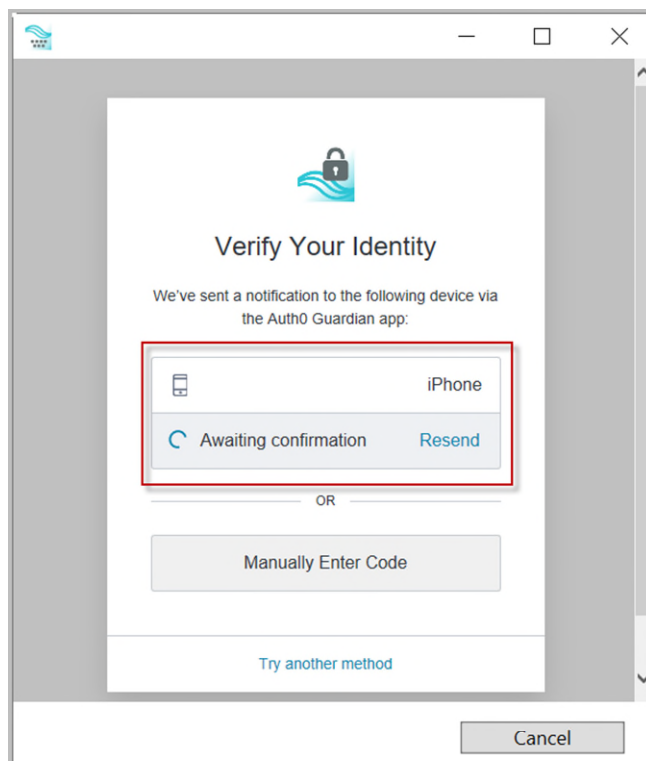 Verify Your Identity
We've sent a notification to the following device via
the Auth0 Guardian app:
iPhone
Awaiting confirmation Resend
OR
Manually Enter Code
Try another method
Cancel